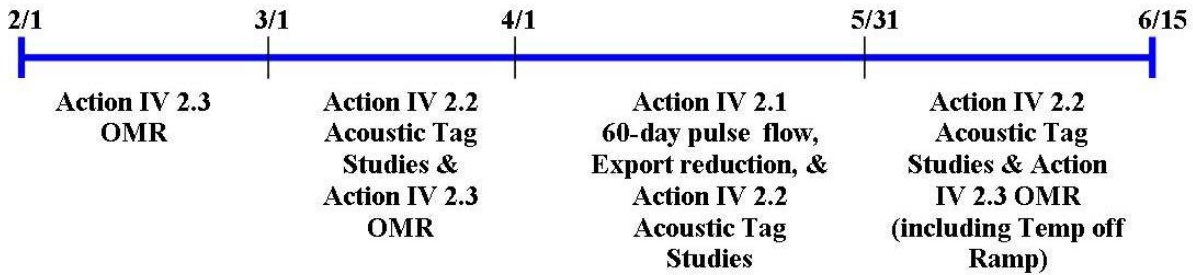 2/1 3/1 4/1 5/31 6/15
Action IV 2.3
OMR
Action IV 2.2
Acoustic Tag
Studies &
Action IV 2.3
OMR
Action IV 2.1
60-day pulse flow,
Export reduction, &
Action IV 2.2
Acoustic Tag
Studies
Action IV 2.2
Acoustic Tag
Studies & Action
IV 2.3 OMR
(including Temp off
Ramp)